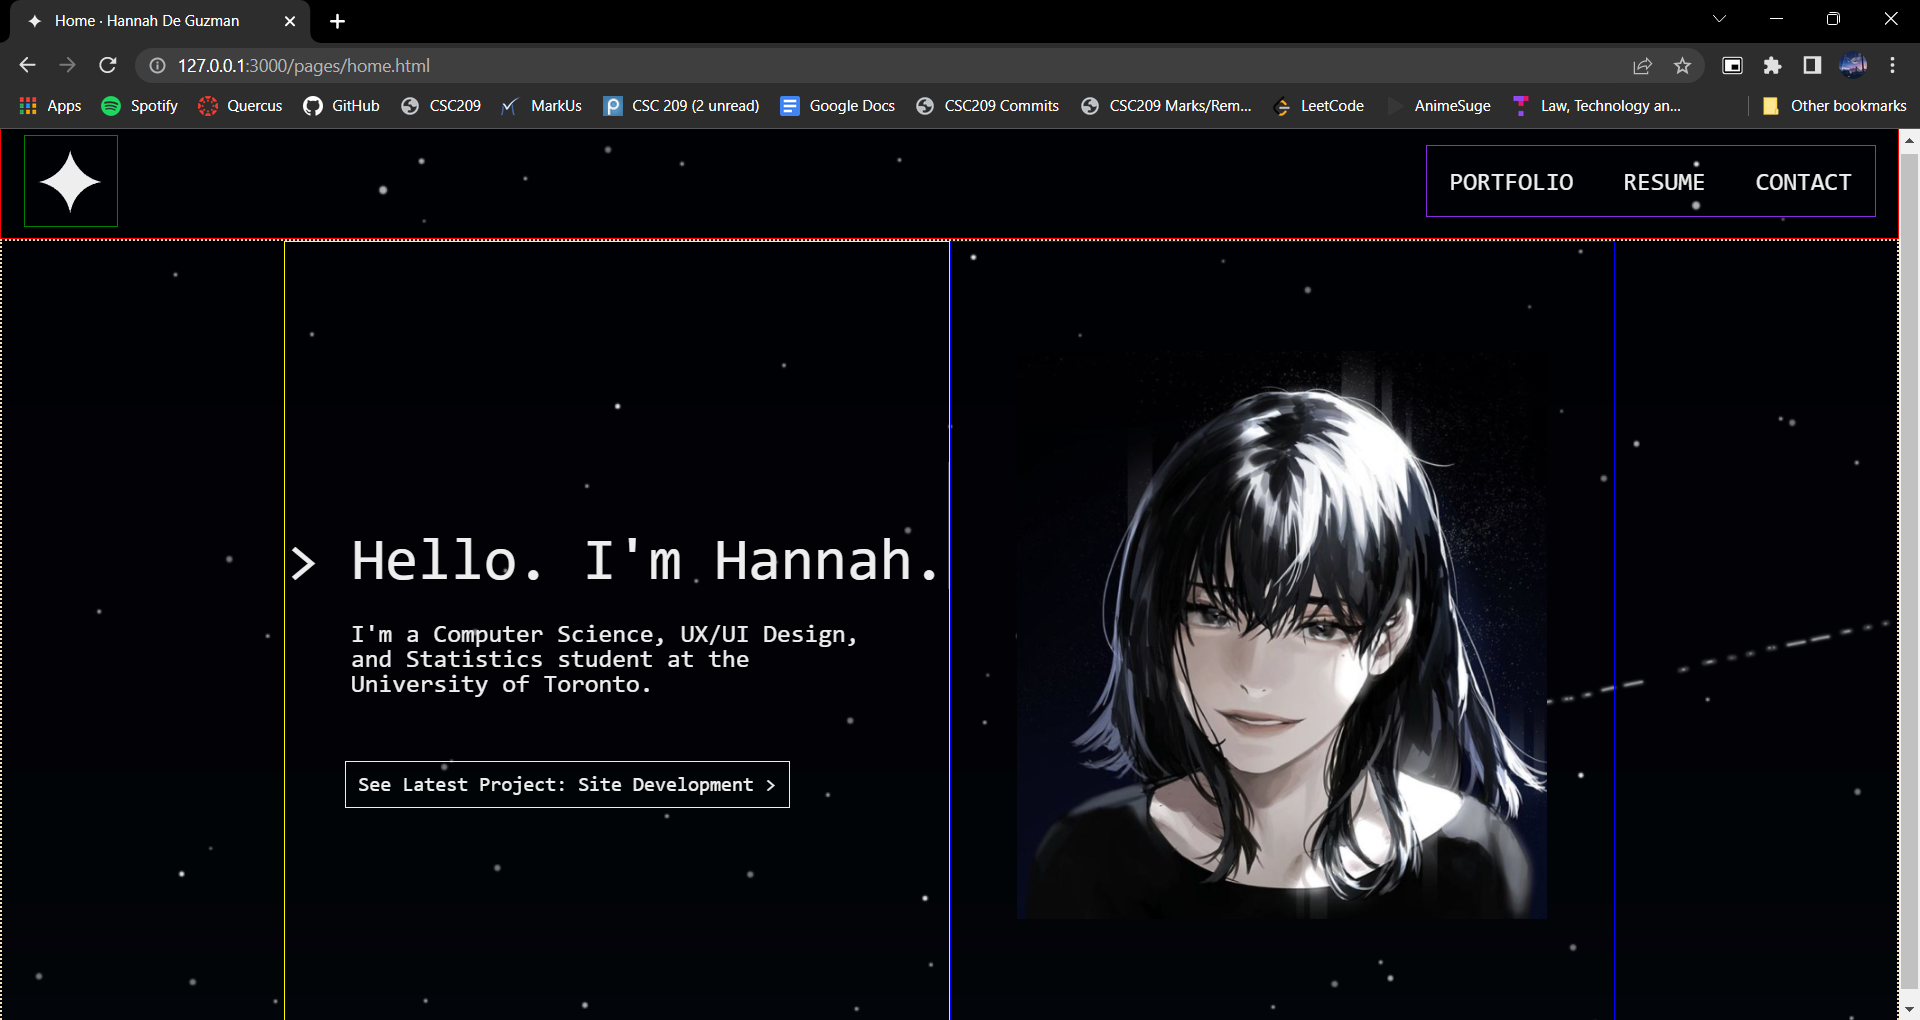 Home · Hannah De Guzman
127.0.0.1:3000/pages/home.html
Apps Spotify Quercus GitHub CSC209 MarkUs CSC 209 (2 unread) Google Docs CSC209 Commits CSC209 Marks/Rem... LeetCode AnimeSuge Law, Technology an... Other bookmarks
PORTFOLIO RESUME CONTACT
> Hello. I'm Hannah.
I'm a Computer Science, UX/UI Design,
and Statistics student at the
University of Toronto.
See Latest Project: Site Development >